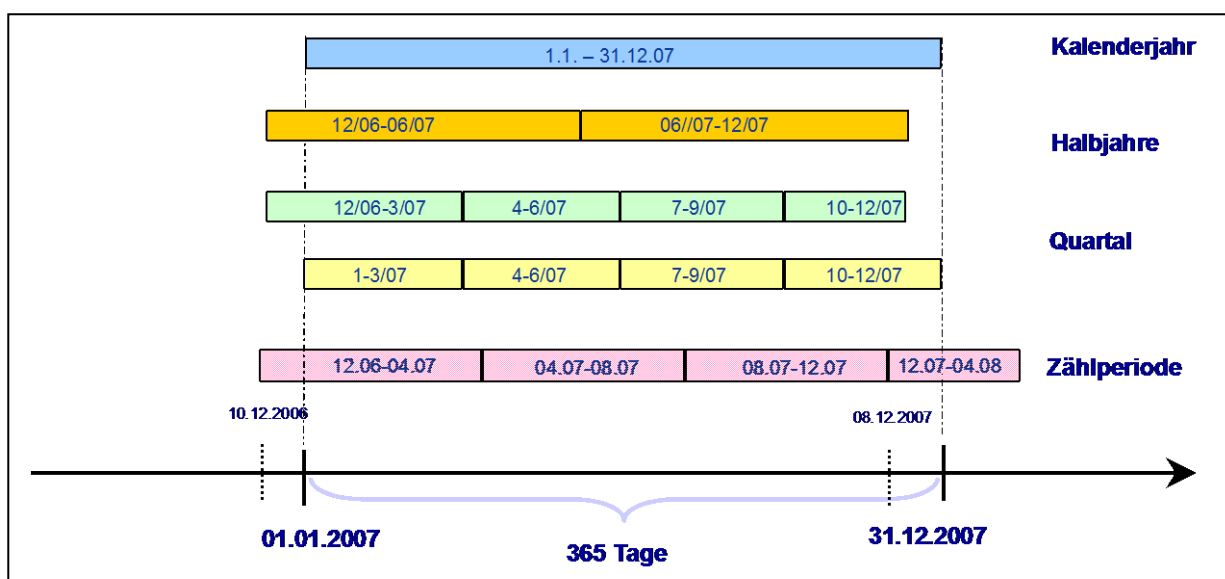 1.1. – 31.12.07 Kalenderjahr
12/06-06/07 06//07-12/07
Halbjahre
12/06-3/07 4-6/07 7-9/07 10-12/07
Quartal
1-3/07 4-6/07 7-9/07 10-12/07
12.06-04.07 04.07-08.07 08.07-12.07 12.07-04.08 Zählperiode
10.12.2006 08.12.2007
01.01.2007 365 Tage 31.12.2007